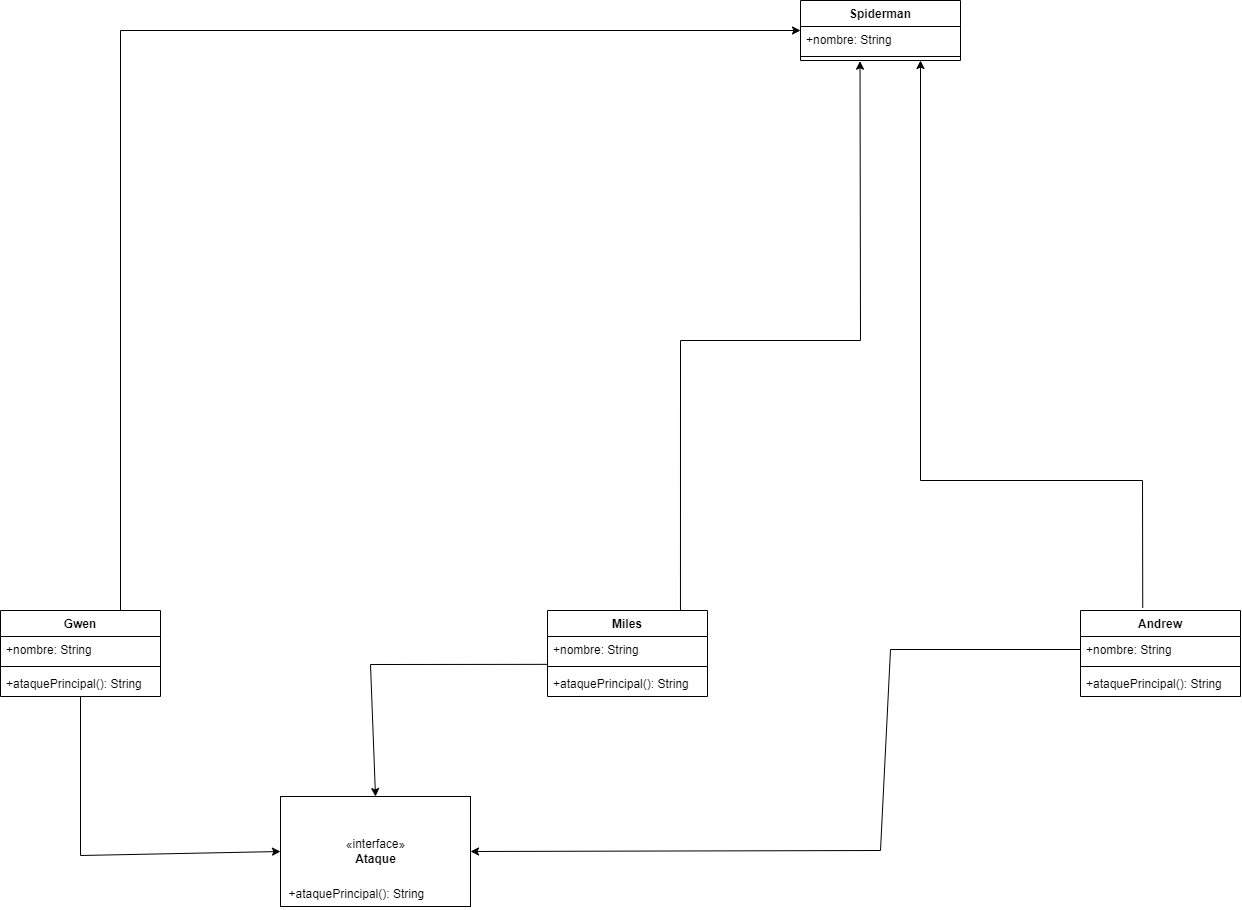 Spiderman
+nombre: String
Gwen
+nombre: String
+ataquePrincipal(): String
Miles
+nombre: String
+ataquePrincipal(): String
Andrew
+nombre: String
+ataquePrincipal(): String
«interface»
Ataque
+ataquePrincipal(): String